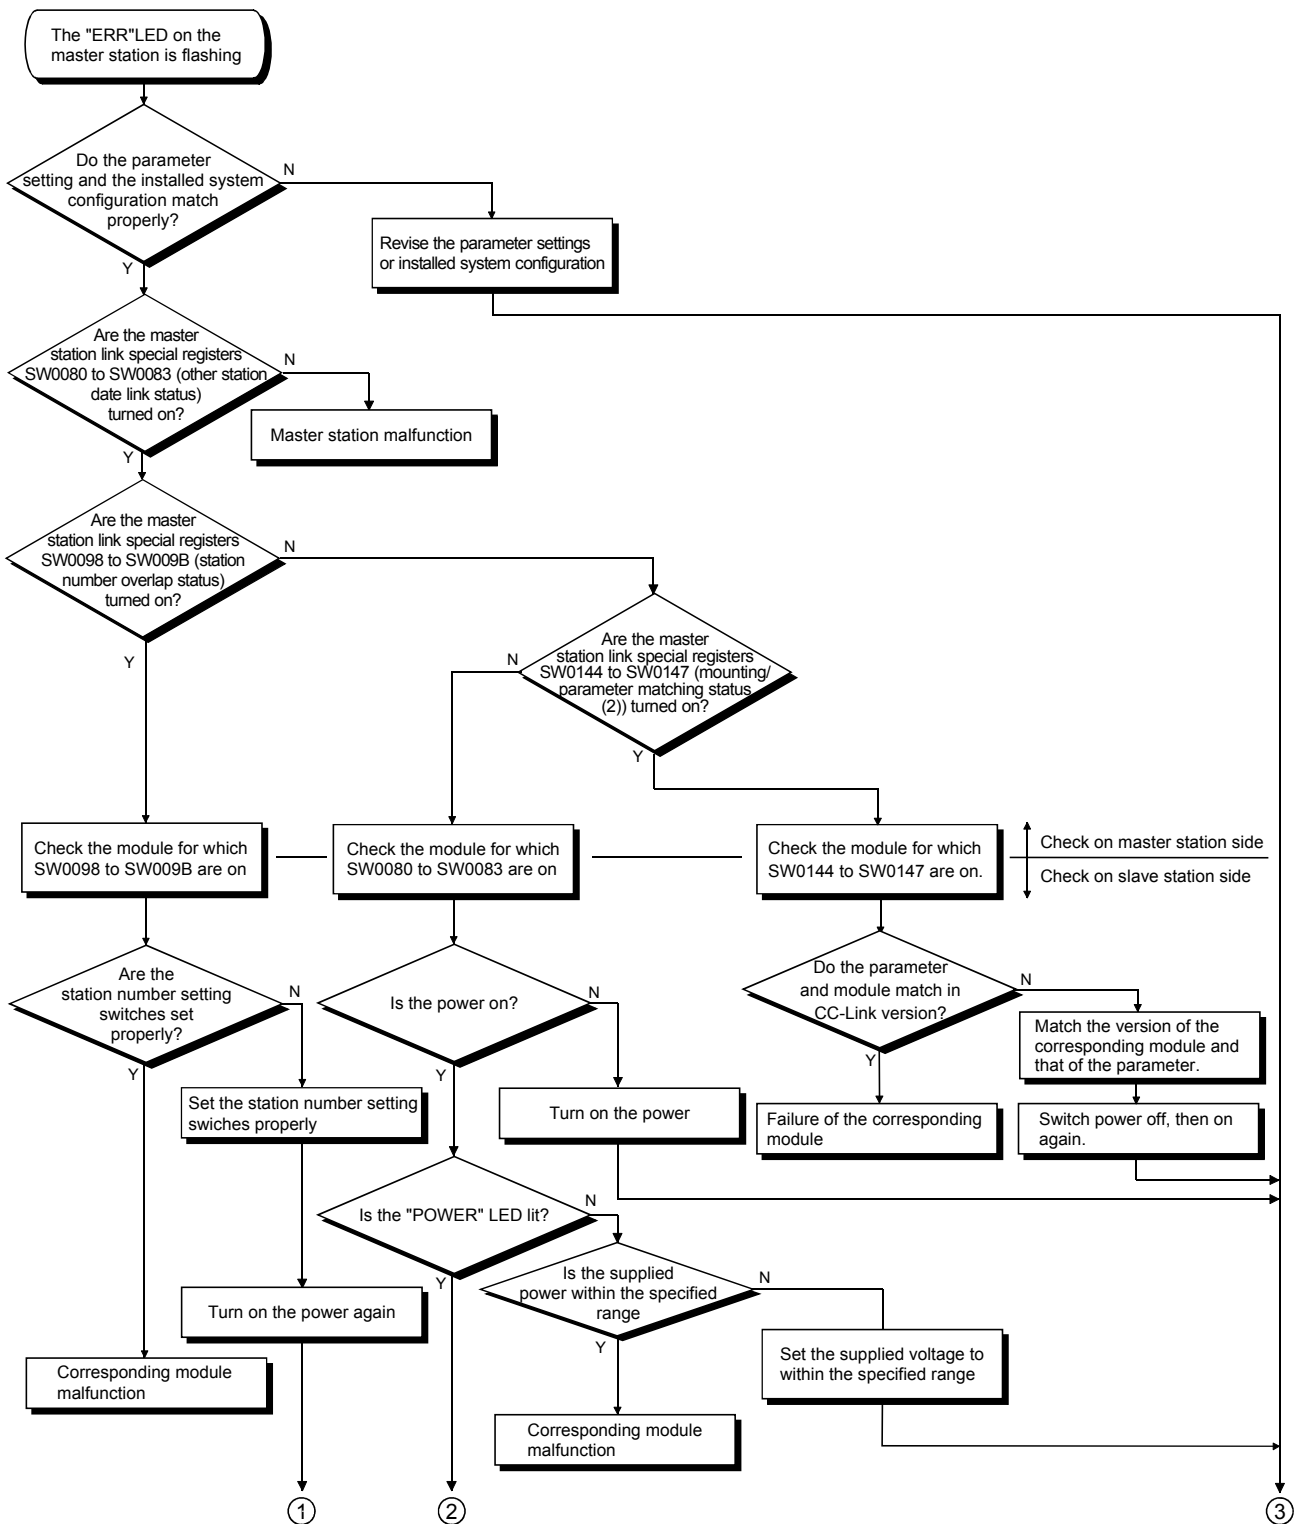 The "ERR"LED on the
master station is flashing
Do the parameter
setting and the installed system
configuration match
properly?
N
Y
Revise the parameter settings
or installed system configuration
Are the master
station link special registers
SW0080 to SW0083 (other station
date link status)
turned on?
N
Y
Master station malfunction
Are the master
station link special registers
SW0098 to SW009B (station
number overlap status)
turned on?
N
Y
Are the master
station link special registers
SW0144 to SW0147 (mounting/
parameter matching status
(2)) turned on?
N
Y
Check the module for which
SW0098 to SW009B are on
Check the module for which
SW0080 to SW0083 are on
Check the module for which
SW0144 to SW0147 are on.
Check on master station side
Check on slave station side
Are the
station number setting
switches set
properly?
N
Y
Is the power on?
N
Y
Do the parameter
and module match in
CC-Link version?
N
Y
Match the version of the
corresponding module and
that of the parameter.
Set the station number setting
swiches properly
Turn on the power
Failure of the corresponding
module
Switch power off, then on
again.
Is the "POWER" LED lit?
N
Y
Is the supplied
power within the specified
range
N
Y
Turn on the power again
Set the supplied voltage to
within the specified range
Corresponding module
malfunction
Corresponding module
malfunction
1
2
3